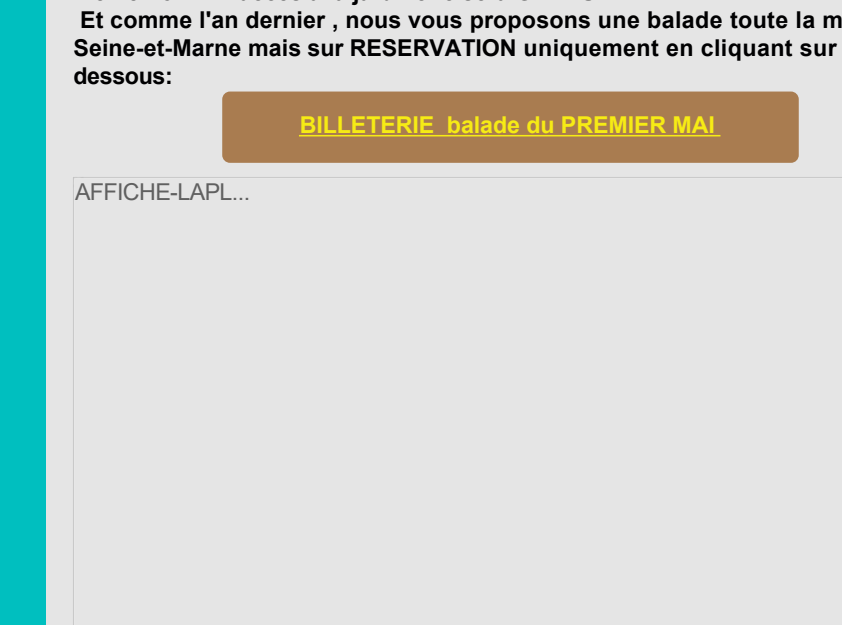 Et comme l'an dernier , nous vous proposons une balade toute la
Seine-et-Marne mais sur RESERVATION uniquement en cliquant sur
dessous:
BILLETERIE balade du PREMIER MAI
AFFICHE-LAPL...